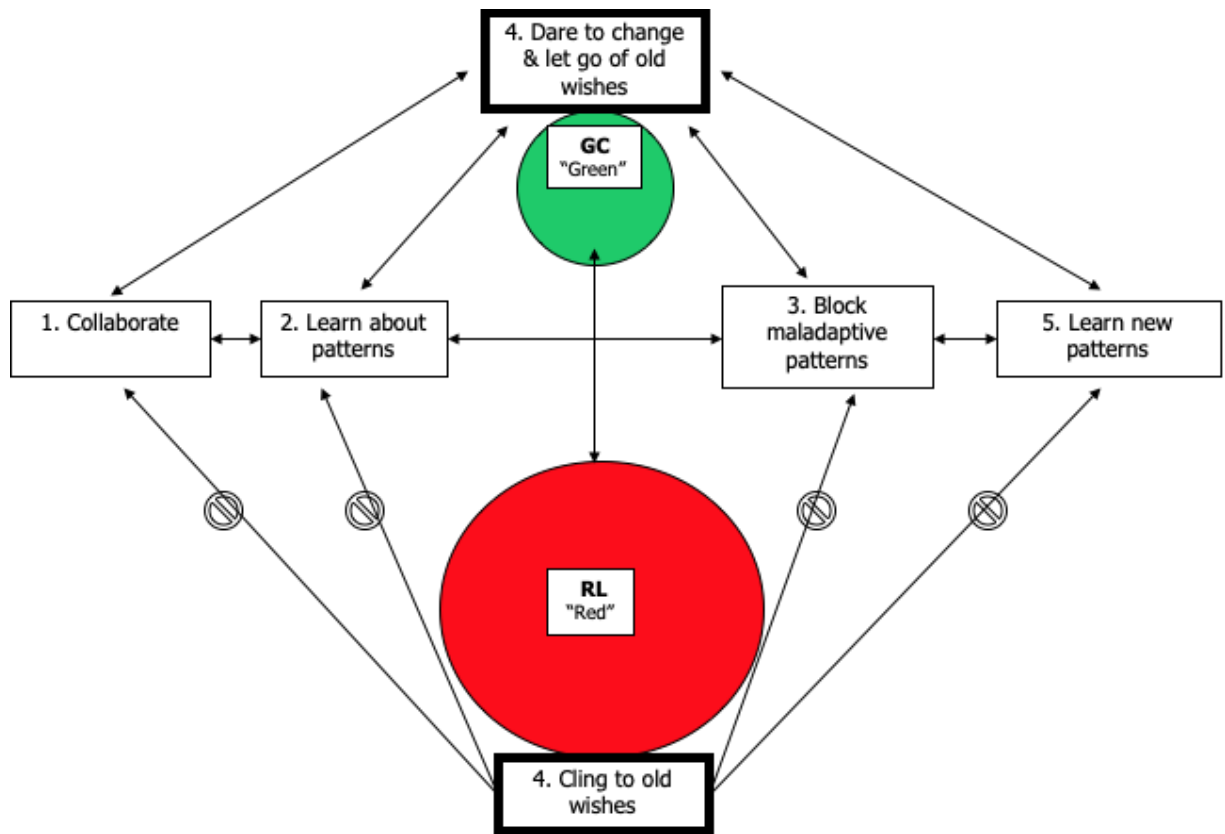 4. Dare to change
& let go of old
wishes
GC
"Green"
1. Collaborate
2. Learn about
patterns
3. Block
maladaptive
patterns
5. Learn new
patterns
RL
"Red"
4. Cling to old
wishes